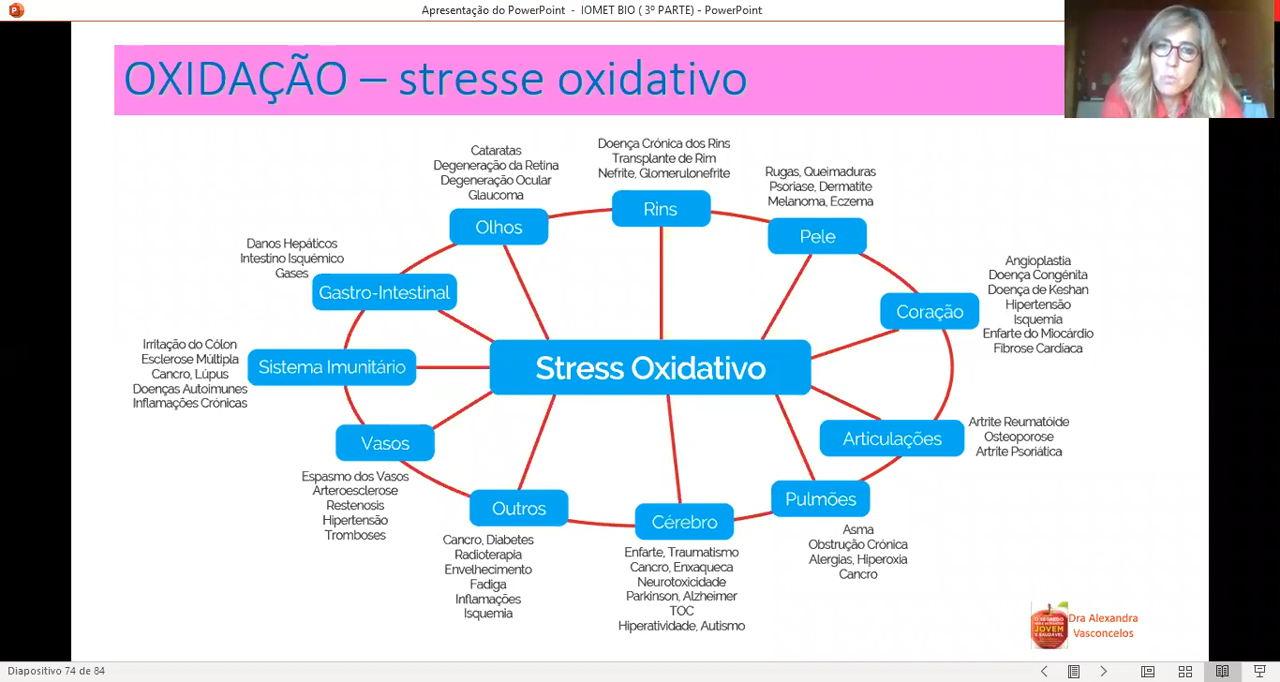 Apresentação do PowerPoint - IOMET BIO ( 3º PARTE) - PowerPoint
OXIDAÇÃO – stresse oxidativo
Cataratas
Degeneração da Retina
Degeneração Ocular
Glaucoma
Olhos
Doença Crónica dos Rins
Transplante de Rim
Nefrite, Glomerulonefrite
Rins
Rugas, Queimaduras
Psoríase, Dermatite
Melanoma, Eczema
Pele
Danos Hepáticos
Intestino Isquémico
Gases
Gastro-Intestinal
Angioplastia
Doença Congénita
Doença de Keshan
Hipertensão
Isquemia
Enfarte do Miocárdio
Fibrose Cardíaca
Coração
Irritação do Cólon
Esclerose Múltipla
Cancro, Lúpus
Doenças Autoimunes
Inflamações Crónicas
Sistema Imunitário
Stress Oxidativo
Artrite Reumatóide
Osteoporose
Artrite Psoriática
Articulações
Vasos
Espasmo dos Vasos
Arteroesclerose
Restenosis
Hipertensão
Tromboses
Outros
Cancro, Diabetes
Radioterapia
Envelhecimento
Fadiga
Inflamações
Isquemia
Cérebro
Enfarte, Traumatismo
Cancro, Enxaqueca
Neurotoxicidade
Parkinson, Alzheimer
TOC
Hiperatividade, Autismo
Pulmões
Asma
Obstrução Crónica
Alergias, Hiperoxia
Cancro
JOVEM
Dra Alexandra
Vasconcelos
Diapositivo 74 de 84